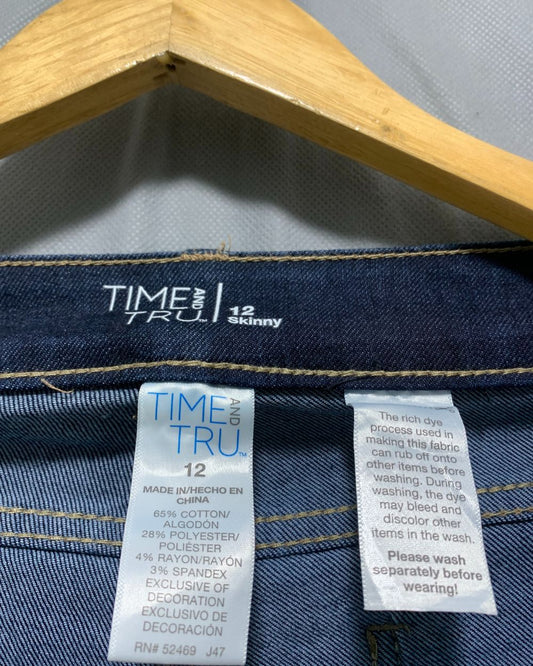 TIME AND TRU™ | 12
Skinny
TIME AND
TRU™
12
MADE IN/HECHO EN
CHINA
65% COTTON/
ALGODÓN
28% POLYESTER/
POLIÉSTER
4% RAYON/RAYÓN
3% SPANDEX
EXCLUSIVE OF
DECORATION
EXCLUSIVO DE
DECORACIÓN
RN# 52469 J47
The rich dye
process used in
making this fabric
can rub off onto
other items before
washing. During
washing, the dye
may bleed and
discolor other
items in the wash.
Please wash
separately before
wearing!